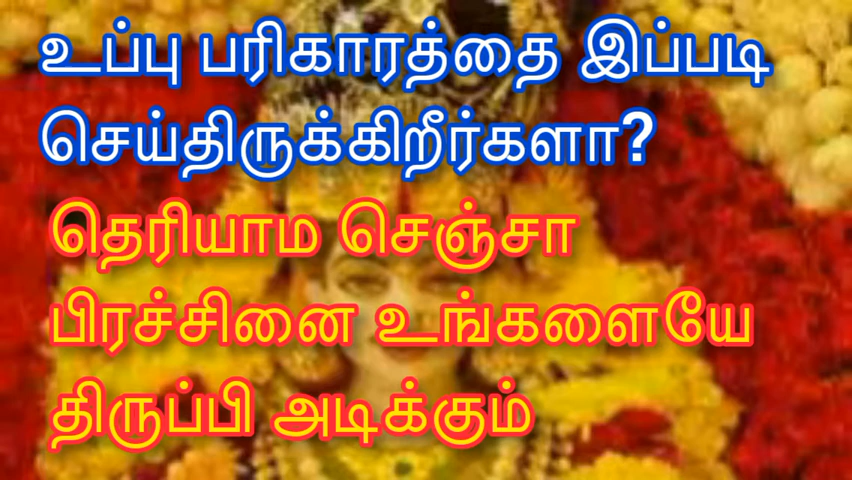 உப்பு பரிகாரத்தை இப்படி
செய்திருக்கிறீர்களா?
தெரியாம செஞ்சா
பிரச்சினை உங்களையே
திருப்பி அடிக்கும்